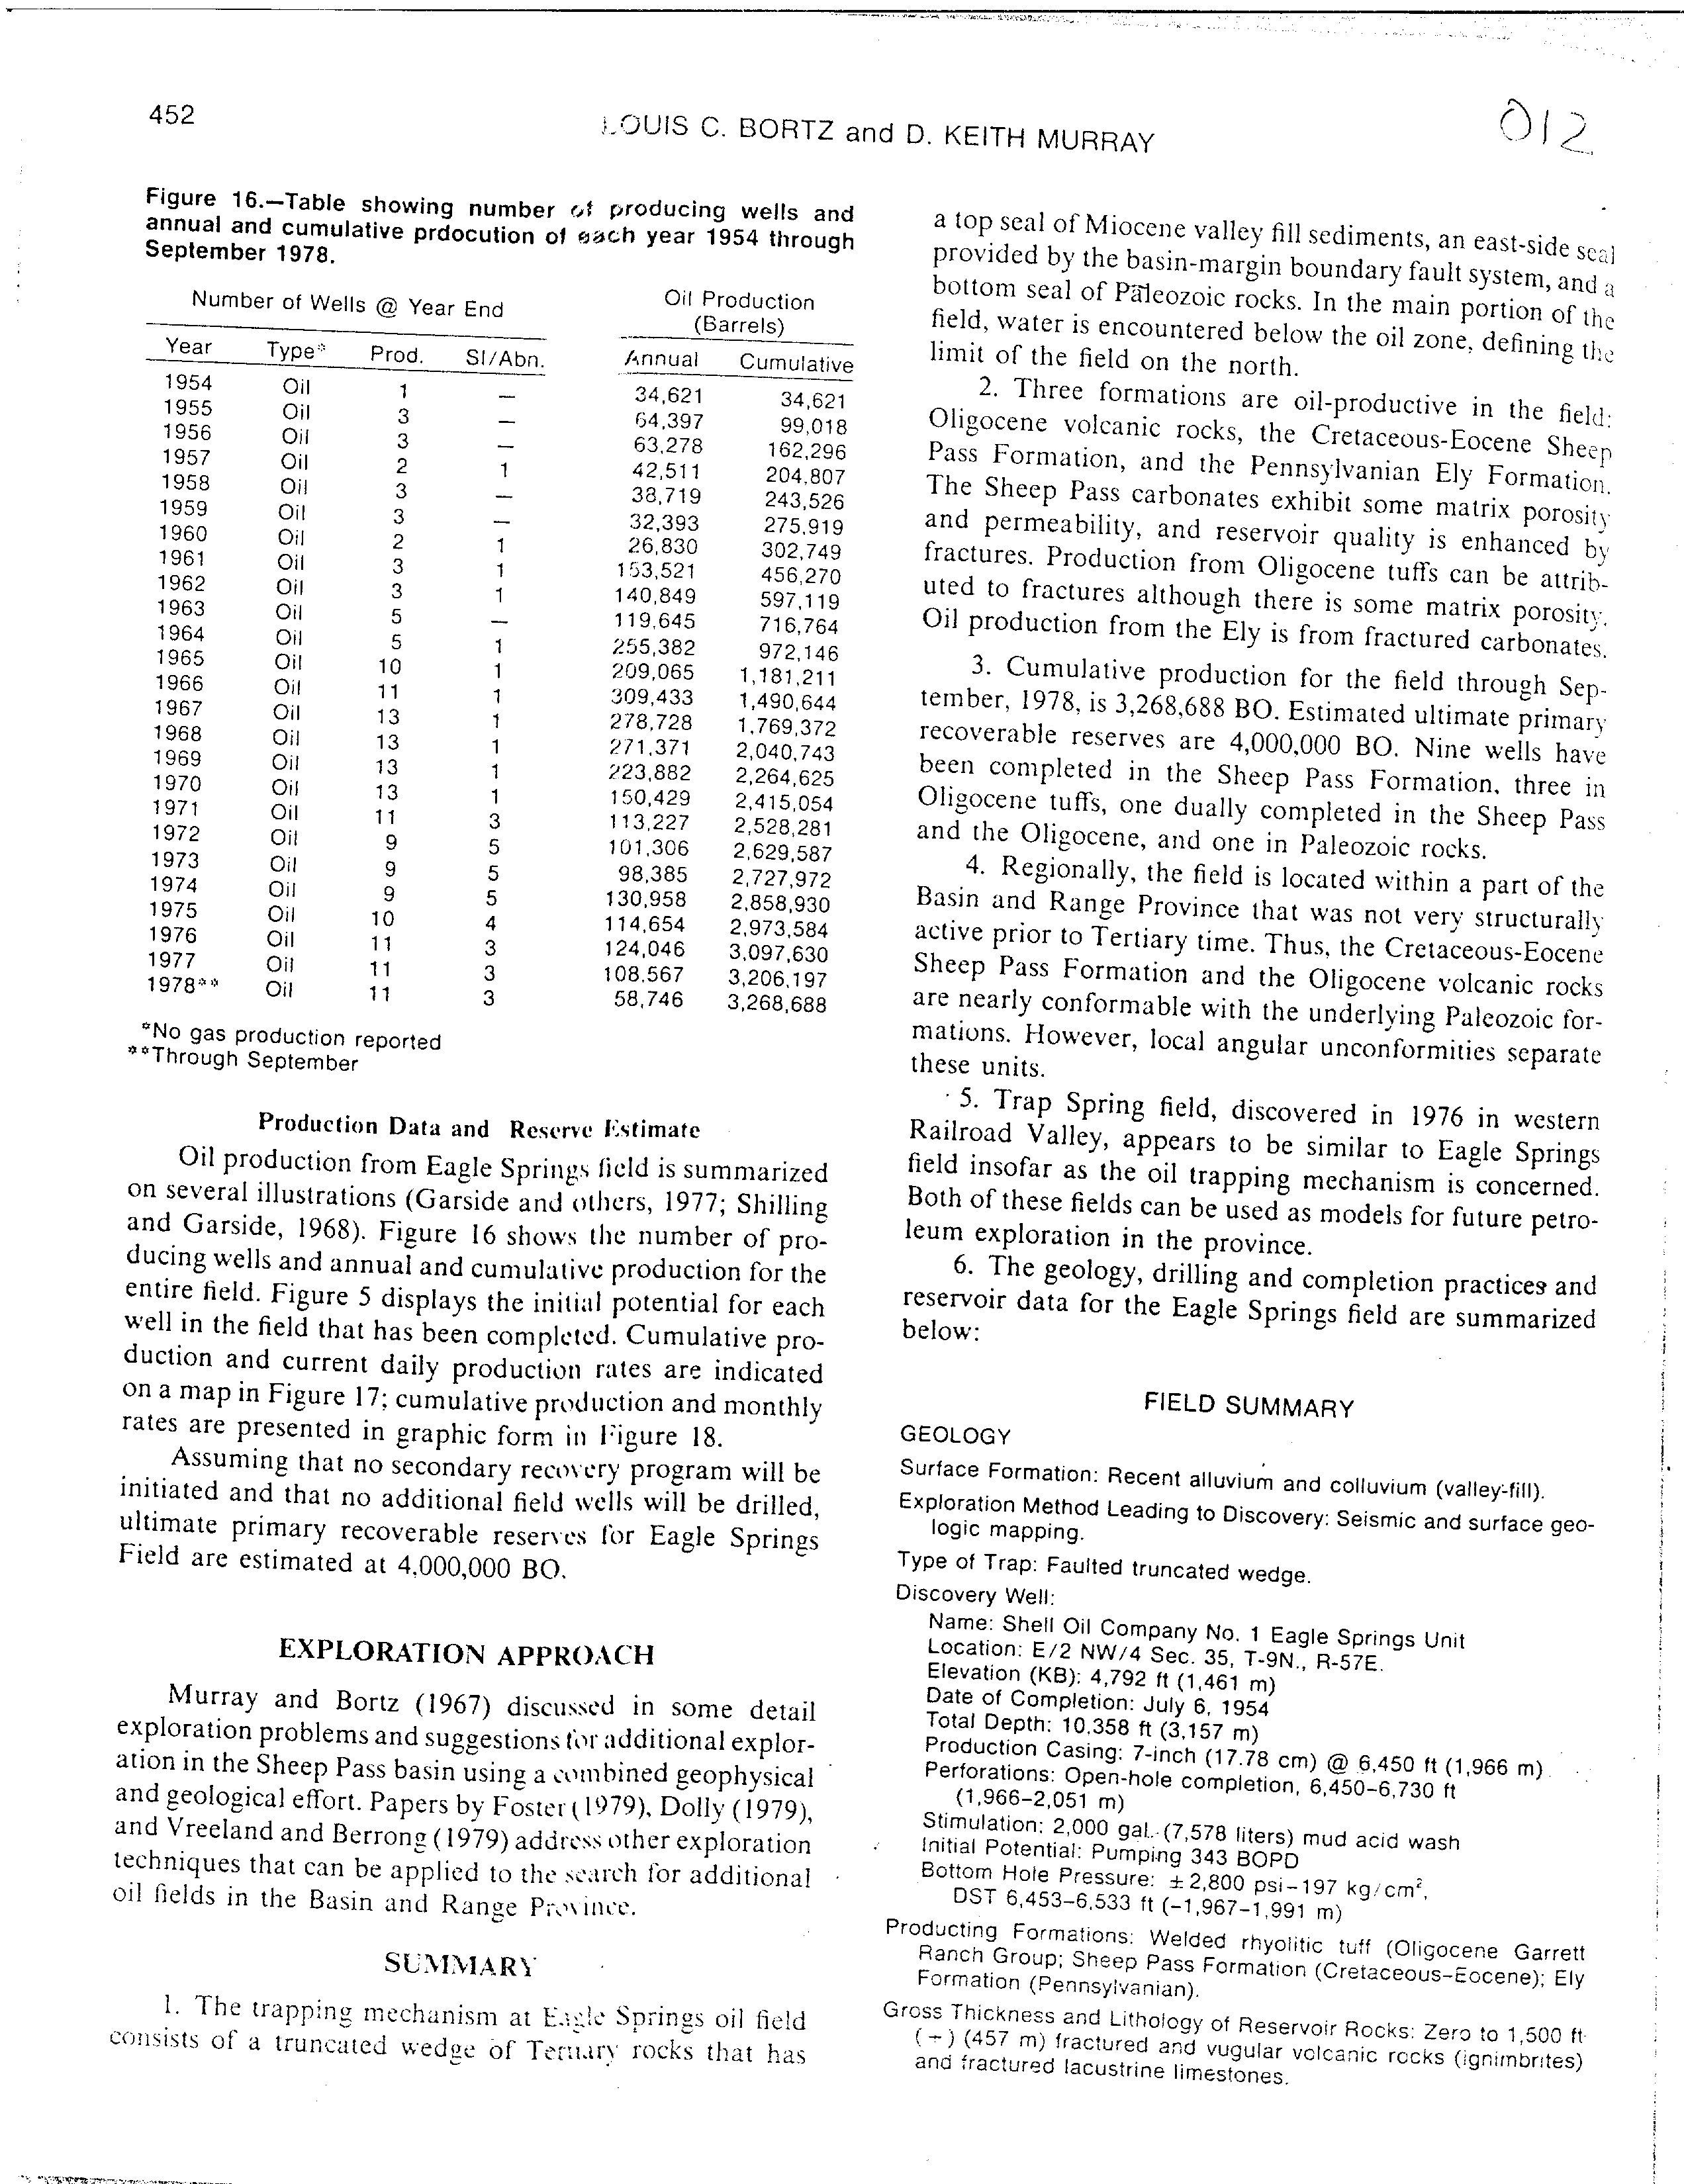 452
LOUIS C. BORTZ and D. KEITH MURRAY
012
Figure 16.—Table showing number of producing wells and
annual and cumulative prdocution of each year 1954 through
September 1978.
Number of Wells @ Year End Oil Production
(Barrels)
Year Type* Prod. SI/Abn. Annual Cumulative
1954 Oil 1 — 34,621 34,621
1955 Oil 3 — 64,397 99,018
1956 Oil 3 — 63,278 162,296
1957 Oil 2 1 42,511 204,807
1958 Oil 3 — 38,719 243,526
1959 Oil 3 — 32,393 275,919
1960 Oil 2 1 26,830 302,749
1961 Oil 3 1 153,521 456,270
1962 Oil 3 1 140,849 597,119
1963 Oil 5 — 119,645 716,764
1964 Oil 5 1 255,382 972,146
1965 Oil 10 1 209,065 1,181,211
1966 Oil 11 1 309,433 1,490,644
1967 Oil 13 1 278,728 1,769,372
1968 Oil 13 1 271,371 2,040,743
1969 Oil 13 1 223,882 2,264,625
1970 Oil 13 1 150,429 2,415,054
1971 Oil 11 3 113,227 2,528,281
1972 Oil 9 5 101,306 2,629,587
1973 Oil 9 5 98,385 2,727,972
1974 Oil 9 5 130,958 2,858,930
1975 Oil 10 4 114,654 2,973,584
1976 Oil 11 3 124,046 3,097,630
1977 Oil 11 3 108,567 3,206,197
1978** Oil 11 3 58,746 3,268,688
*No gas production reported
**Through September
Production Data and Reserve Estimate
Oil production from Eagle Springs field is summarized
on several illustrations (Garside and others, 1977; Shilling
and Garside, 1968). Figure 16 shows the number of pro-
ducing wells and annual and cumulative production for the
entire field. Figure 5 displays the initial potential for each
well in the field that has been completed. Cumulative pro-
duction and current daily production rates are indicated
on a map in Figure 17; cumulative production and monthly
rates are presented in graphic form in Figure 18.
Assuming that no secondary recovery program will be
initiated and that no additional field wells will be drilled,
ultimate primary recoverable reserves for Eagle Springs
Field are estimated at 4,000,000 BO.
EXPLORATION APPROACH
Murray and Bortz (1967) discussed in some detail
exploration problems and suggestions for additional explor-
ation in the Sheep Pass basin using a combined geophysical
and geological effort. Papers by Foster (1979), Dolly (1979),
and Vreeland and Berrong (1979) address other exploration
techniques that can be applied to the search for additional
oil fields in the Basin and Range Province.
SUMMARY
1. The trapping mechanism at Eagle Springs oil field
consists of a truncated wedge of Tertiary rocks that has
a top seal of Miocene valley fill sediments, an east-side seal
provided by the basin-margin boundary fault system, and a
bottom seal of Paleozoic rocks. In the main portion of the
field, water is encountered below the oil zone, defining the
limit of the field on the north.
2. Three formations are oil-productive in the field:
Oligocene volcanic rocks, the Cretaceous-Eocene Sheep
Pass Formation, and the Pennsylvanian Ely Formation.
The Sheep Pass carbonates exhibit some matrix porosity
and permeability, and reservoir quality is enhanced by
fractures. Production from Oligocene tuffs can be attrib-
uted to fractures although there is some matrix porosity.
Oil production from the Ely is from fractured carbonates.
3. Cumulative production for the field through Sep-
tember, 1978, is 3,268,688 BO. Estimated ultimate primary
recoverable reserves are 4,000,000 BO. Nine wells have
been completed in the Sheep Pass Formation, three in
Oligocene tuffs, one dually completed in the Sheep Pass
and the Oligocene, and one in Paleozoic rocks.
4. Regionally, the field is located within a part of the
Basin and Range Province that was not very structurally
active prior to Tertiary time. Thus, the Cretaceous-Eocene
Sheep Pass Formation and the Oligocene volcanic rocks
are nearly conformable with the underlying Paleozoic for-
mations. However, local angular unconformities separate
these units.
5. Trap Spring field, discovered in 1976 in western
Railroad Valley, appears to be similar to Eagle Springs
field insofar as the oil trapping mechanism is concerned.
Both of these fields can be used as models for future petro-
leum exploration in the province.
6. The geology, drilling and completion practices and
reservoir data for the Eagle Springs field are summarized
below:
FIELD SUMMARY
GEOLOGY
Surface Formation: Recent alluvium and colluvium (valley-fill).
Exploration Method Leading to Discovery: Seismic and surface geo-
logic mapping.
Type of Trap: Faulted truncated wedge.
Discovery Well:
Name: Shell Oil Company No. 1 Eagle Springs Unit
Location: E/2 NW/4 Sec. 35, T-9N., R-57E.
Elevation (KB): 4,792 ft (1,461 m)
Date of Completion: July 6, 1954
Total Depth: 10,358 ft (3,157 m)
Production Casing: 7-inch (17.78 cm) @ 6,450 ft (1,966 m)
Perforations: Open-hole completion, 6,450–6,730 ft
(1,966–2,051 m)
Stimulation: 2,000 gal. (7,578 liters) mud acid wash
Initial Potential: Pumping 343 BOPD
Bottom Hole Pressure: ±2,800 psi–197 kg/cm²,
DST 6,453–6,533 ft (–1,967–1,991 m)
Producting Formations: Welded rhyolitic tuff (Oligocene Garrett
Ranch Group; Sheep Pass Formation (Cretaceous–Eocene); Ely
Formation (Pennsylvanian).
Gross Thickness and Lithology of Reservoir Rocks: Zero to 1,500 ft
(+) (457 m) fractured and vugular volcanic rocks (ignimbrites)
and fractured lacustrine limestones.